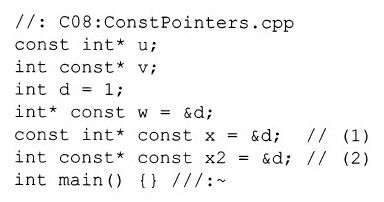 //: C08:ConstPointers.cpp
const int* u;
int const* v;
int d = 1;
int* const w = &d;
const int* const x = &d;  // (1)
int const* const x2 = &d; // (2)
int main() {} ///:~